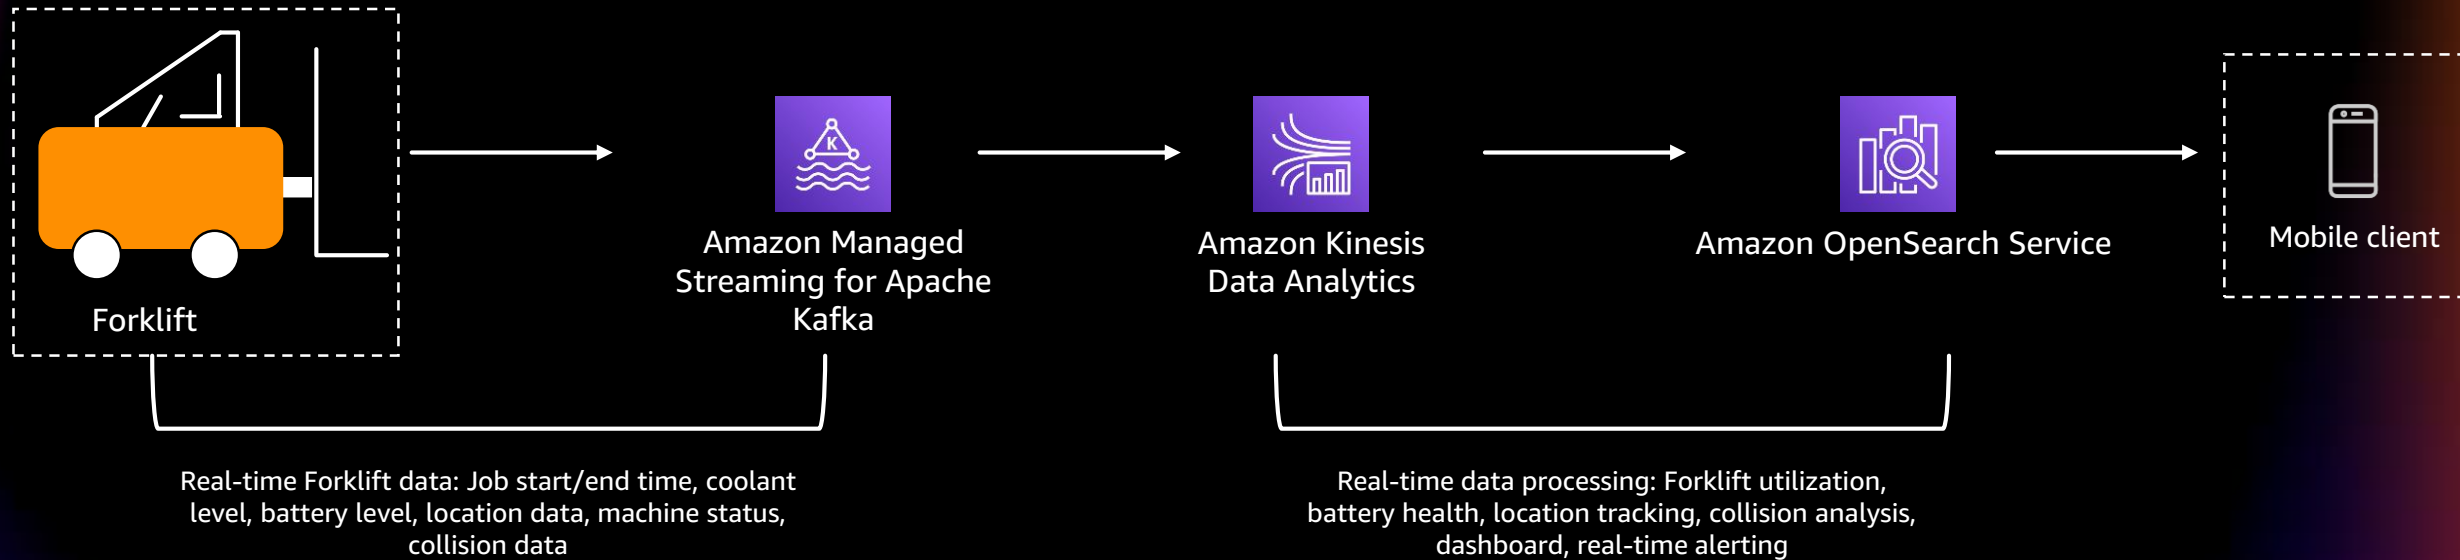 K
Forklift
Amazon Managed
Streaming for Apache
Kafka
Amazon Kinesis
Data Analytics
Amazon OpenSearch Service
Mobile client
Real-time Forklift data: Job start/end time, coolant
level, battery level, location data, machine status,
collision data
Real-time data processing: Forklift utilization,
battery health, location tracking, collision analysis,
dashboard, real-time alerting